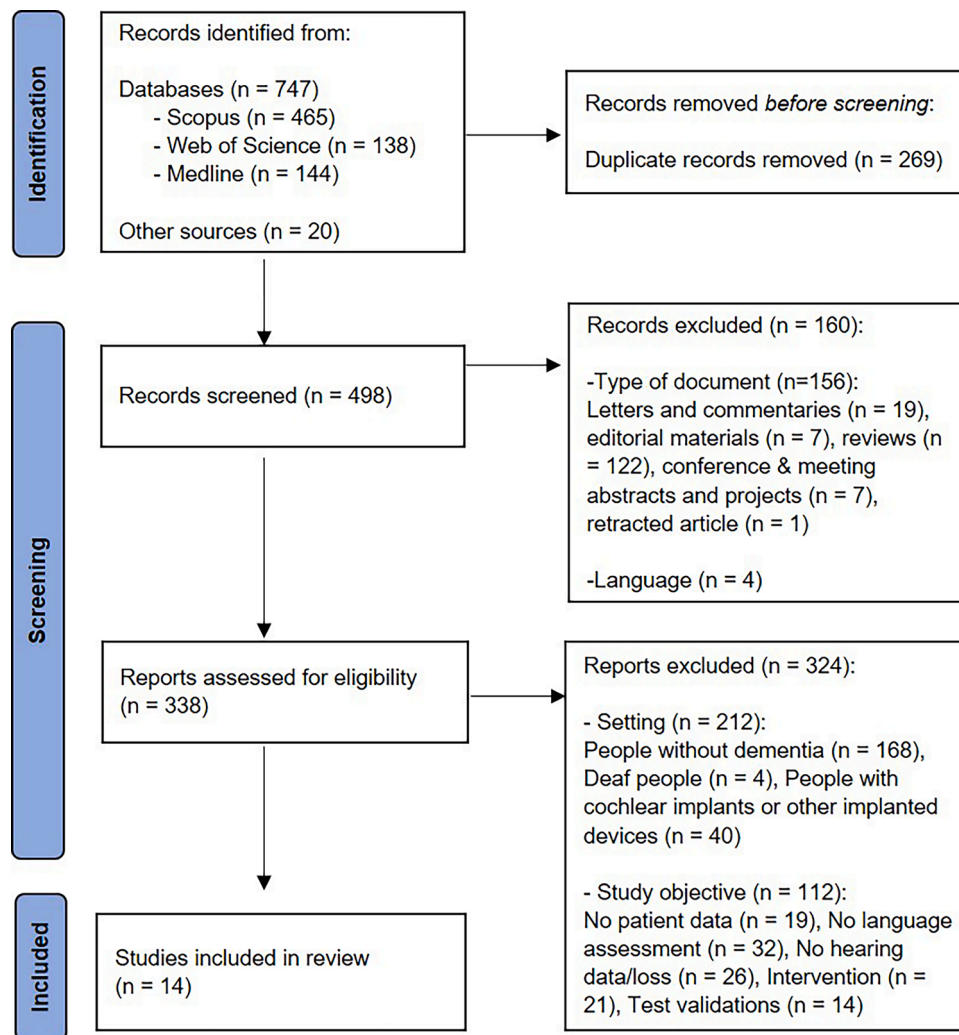 Identification
Records identified from:
Databases (n = 747)
- Scopus (n = 465)
- Web of Science (n = 138)
- Medline (n = 144)
Other sources (n = 20)
Records removed before screening:
Duplicate records removed (n = 269)
Screening
Records screened (n = 498)
Records excluded (n = 160):
-Type of document (n=156):
Letters and commentaries (n = 19),
editorial materials (n = 7), reviews (n
= 122), conference & meeting
abstracts and projects (n = 7),
retracted article (n = 1)
-Language (n = 4)
Reports assessed for eligibility
(n = 338)
Reports excluded (n = 324):
- Setting (n = 212):
People without dementia (n = 168),
Deaf people (n = 4), People with
cochlear implants or other implanted
devices (n = 40)
- Study objective (n = 112):
No patient data (n = 19), No language
assessment (n = 32), No hearing
data/loss (n = 26), Intervention (n =
21), Test validations (n = 14)
Included
Studies included in review
(n = 14)